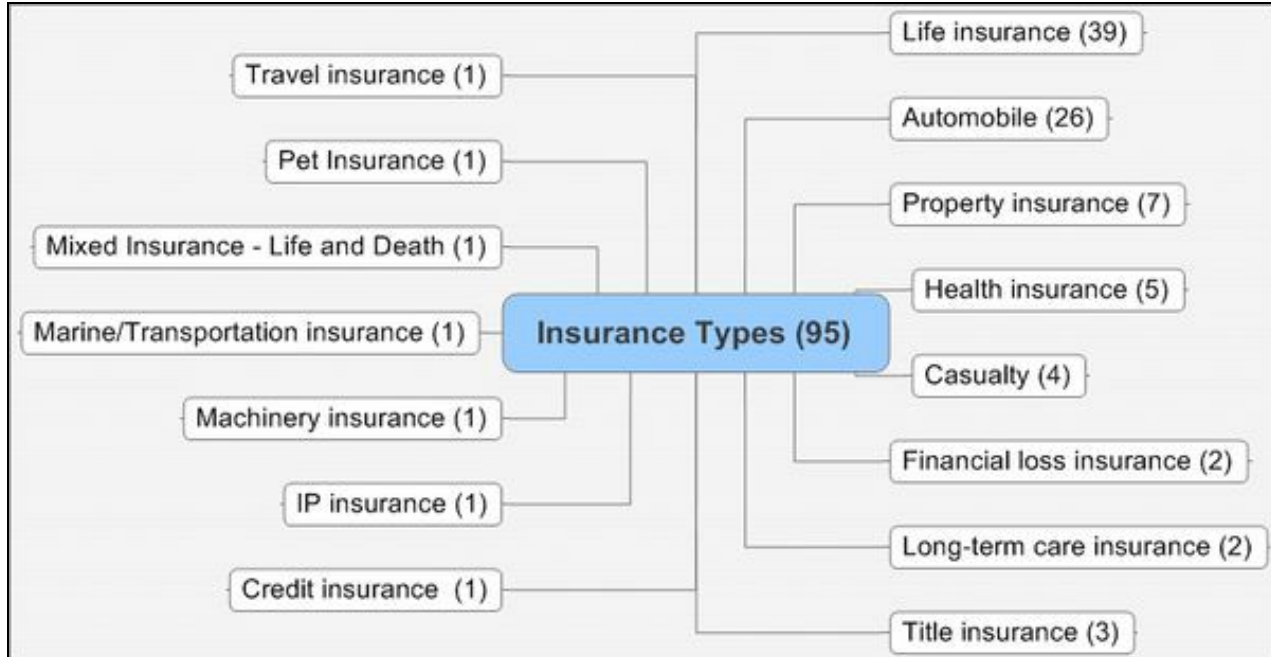 Life insurance (39)
Travel insurance (1)
Automobile (26)
Pet Insurance (1)
Property insurance (7)
Mixed Insurance - Life and Death (1)
Health insurance (5)
Marine/Transportation insurance (1)
Insurance Types (95)
Casualty (4)
Machinery insurance (1)
Financial loss insurance (2)
IP insurance (1)
Long-term care insurance (2)
Credit insurance  (1)
Title insurance (3)